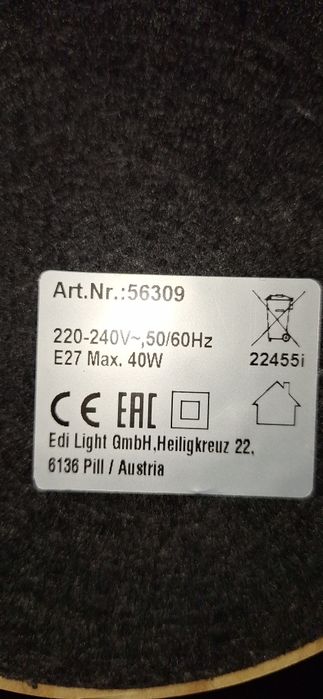 Art.Nr.:56309
220-240V~,50/60Hz
E27 Max. 40W
22455i
CE EAC
Edi Light GmbH,Heiligkreuz 22,
6136 Pill / Austria